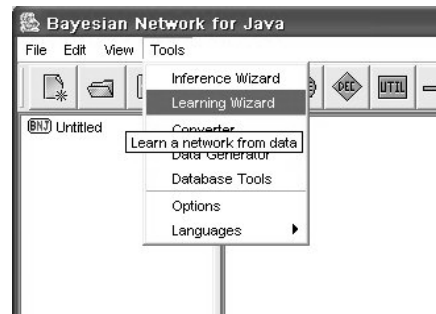 Bayesian Network for Java
File Edit View Tools
DEC UTIL
Inference Wizard
Learning Wizard
BNJ Untitled
Converter
Learn a network from data
Data Generator
Database Tools
Options
Languages